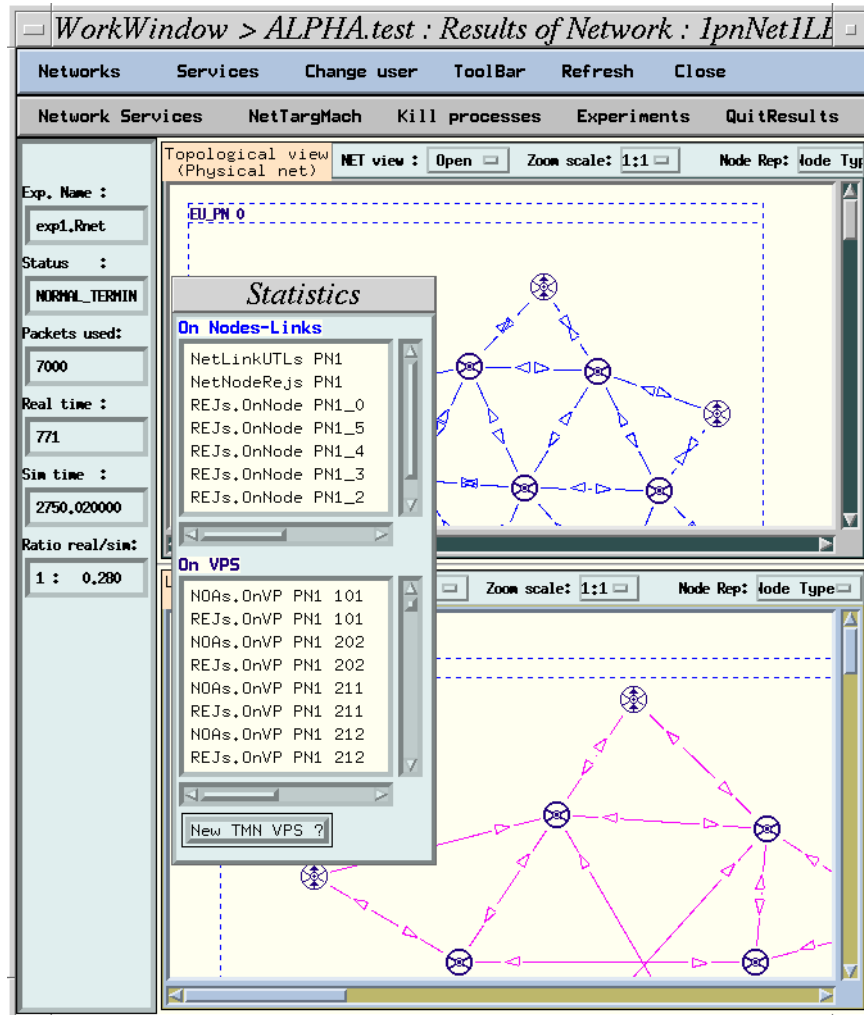 WorkWindow > ALPHA.test : Results of Network : 1pnNet1LE
Networks Services Change user ToolBar Refresh Close
Network Services NetTargMach Kill processes Experiments QuitResults
Topological view
(Physical net)
NET view : Open Zoom scale: 1:1 Node Rep: Node Typ
Exp. Name :
exp1.Rnet
Status :
NORMAL_TERMIN
Packets used:
7000
Real time :
771
Sim time :
2750.020000
Ratio real/sim:
1 : 0.280
EU_PN 0
Statistics
On Nodes-Links
NetLinkUTLs PN1
NetNodeRejs PN1
REJs.OnNode PN1_0
REJs.OnNode PN1_5
REJs.OnNode PN1_4
REJs.OnNode PN1_3
REJs.OnNode PN1_2
On VPS
NOAs.OnVP PN1 101
REJs.OnVP PN1 101
NOAs.OnVP PN1 202
REJs.OnVP PN1 202
NOAs.OnVP PN1 211
REJs.OnVP PN1 211
NOAs.OnVP PN1 212
REJs.OnVP PN1 212
New TMN VPS ?
Zoom scale: 1:1 Node Rep: Node Type